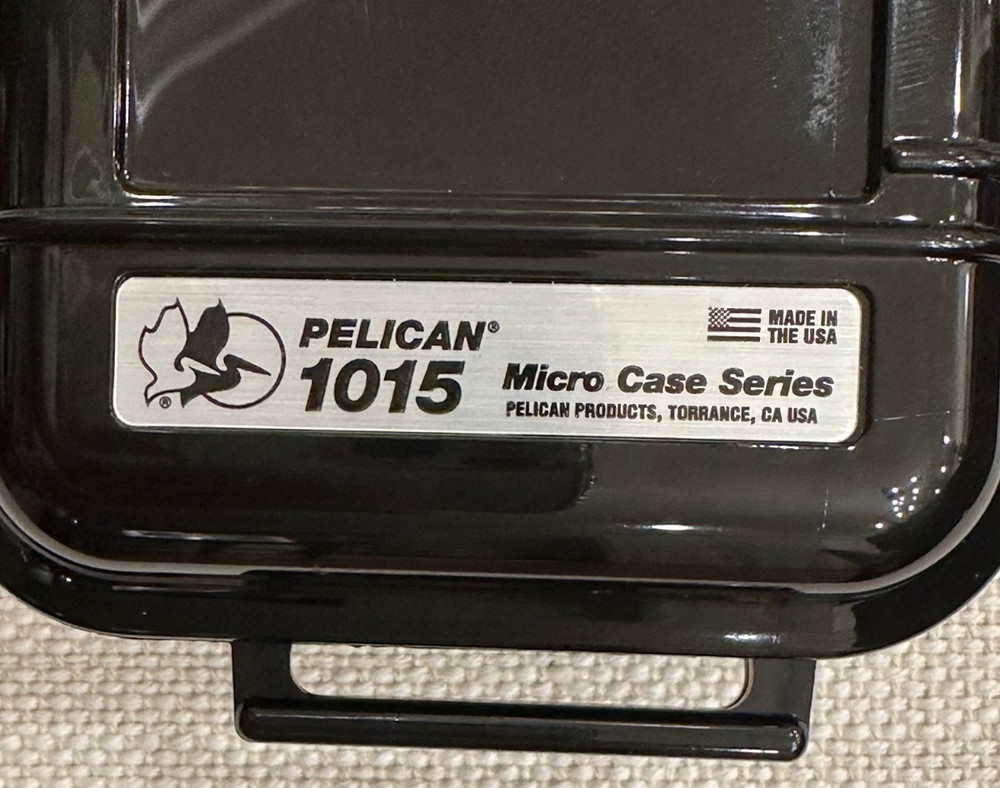 PELICAN®
1015
MADE IN
THE USA
Micro Case Series
PELICAN PRODUCTS, TORRANCE, CA USA
®